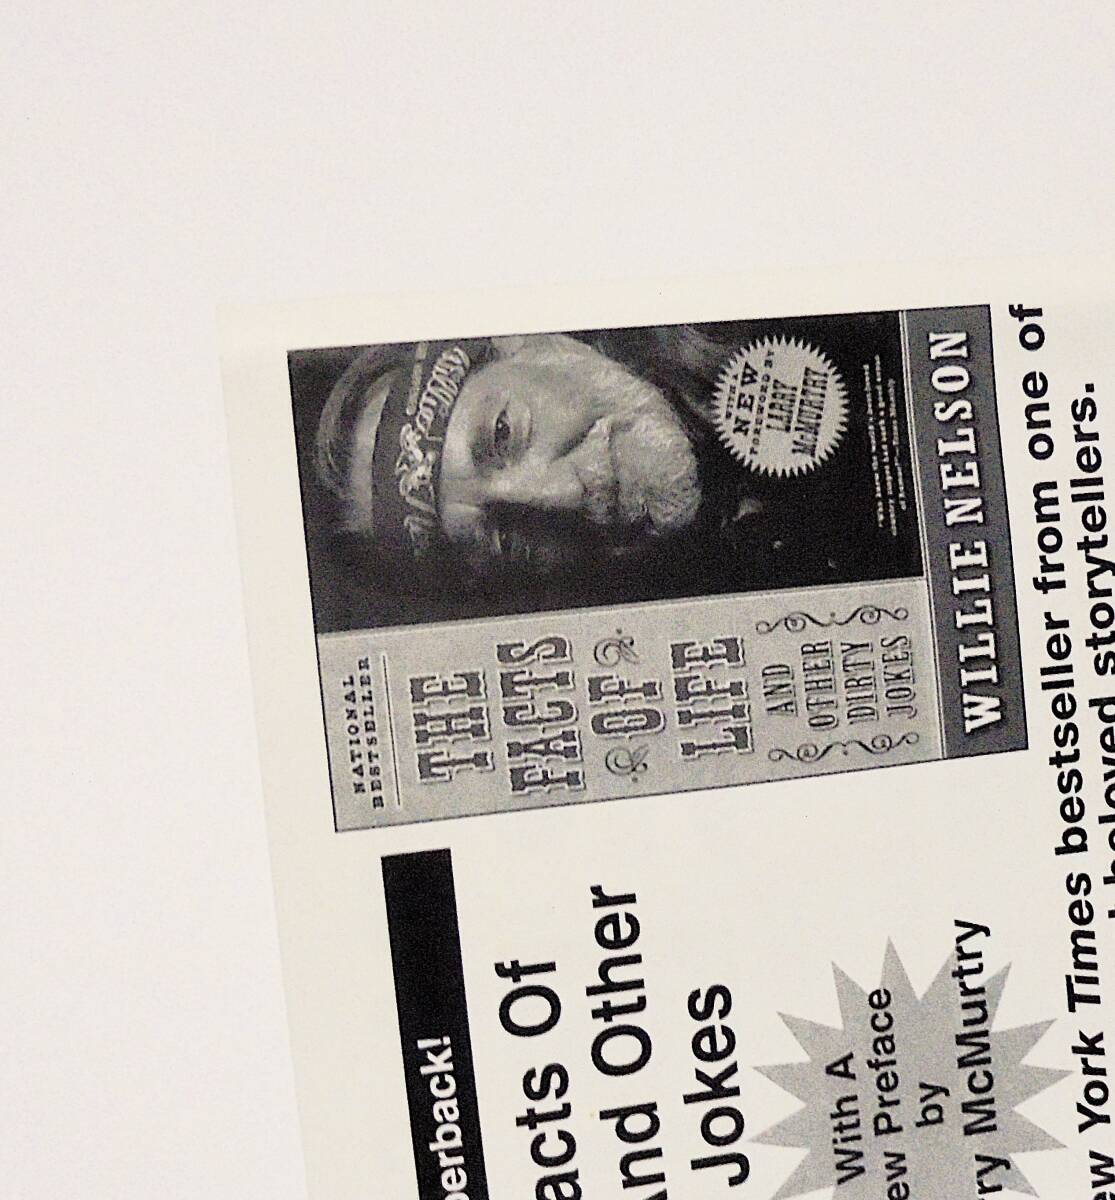 NATIONAL
BESTSELLER
THE
FACTS
OF
LIFE
AND
OTHER
DIRTY
JOKES
WITH A
NEW
FOREWORD BY
LARRY
McMURTRY
WILLIE NELSON
perback!
acts Of
And Other
Jokes
With A
ew Preface
by
ry McMurtry
ew York Times bestseller from one of
beloved storytellers.